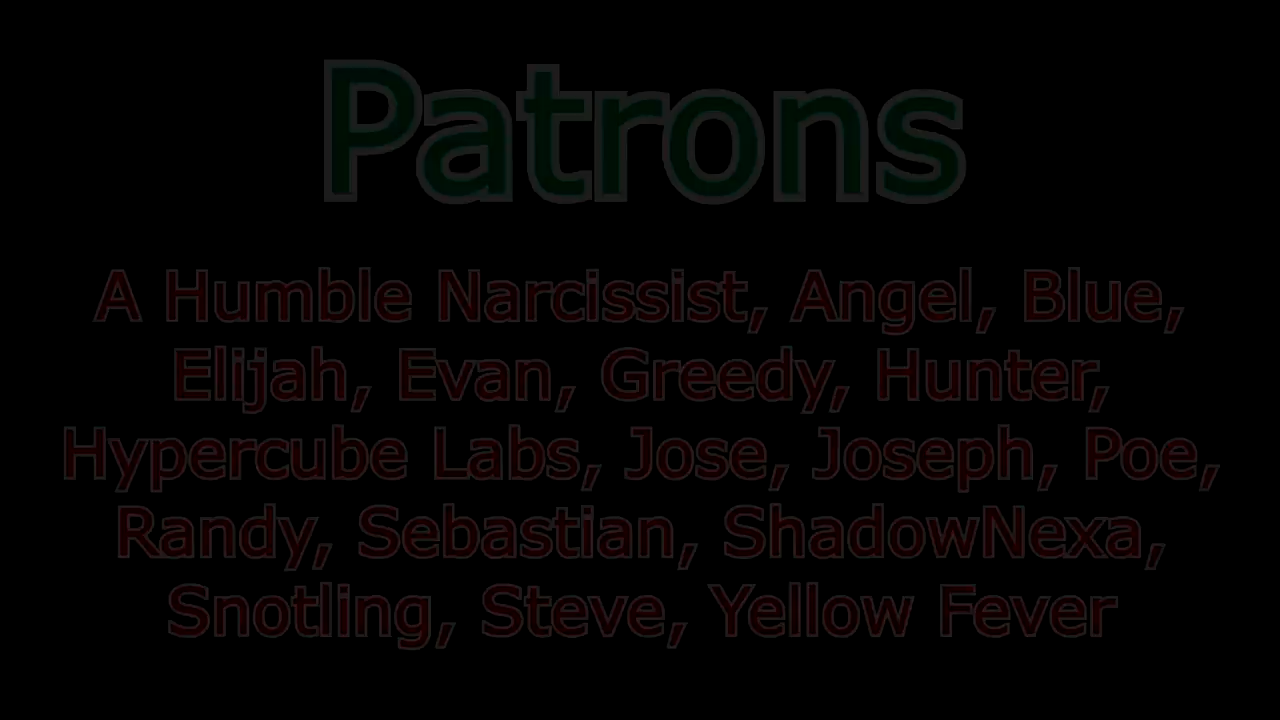 Patrons
A Humble Narcissist, Angel, Blue,
Elijah, Evan, Greedy, Hunter,
Hypercube Labs, Jose, Joseph, Poe,
Randy, Sebastian, ShadowNexa,
Snotling, Steve, Yellow Fever